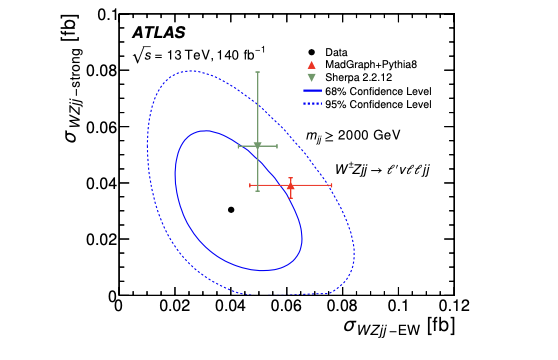 0.1
0.08
0.06
0.04
0.02
0
σ_WZjj−strong [fb]
ATLAS
√s = 13 TeV, 140 fb⁻¹
Data
MadGraph+Pythia8
Sherpa 2.2.12
68% Confidence Level
95% Confidence Level
m_jj ≥ 2000 GeV
W±Zjj → ℓ′νℓℓjj
0 0.02 0.04 0.06 0.08 0.1 0.12
σ_WZjj−EW [fb]